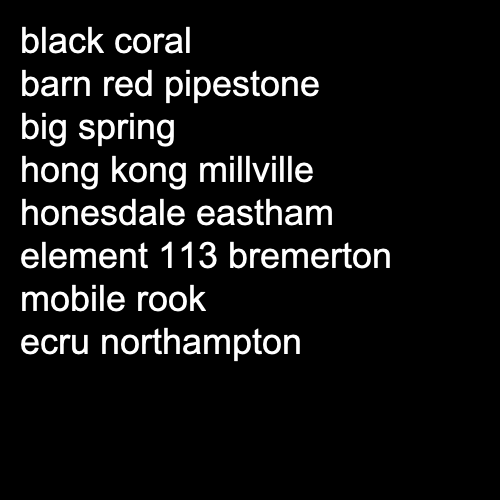 black coral
barn red pipestone
big spring
hong kong millville
honesdale eastham
element 113 bremerton
mobile rook
ecru northampton